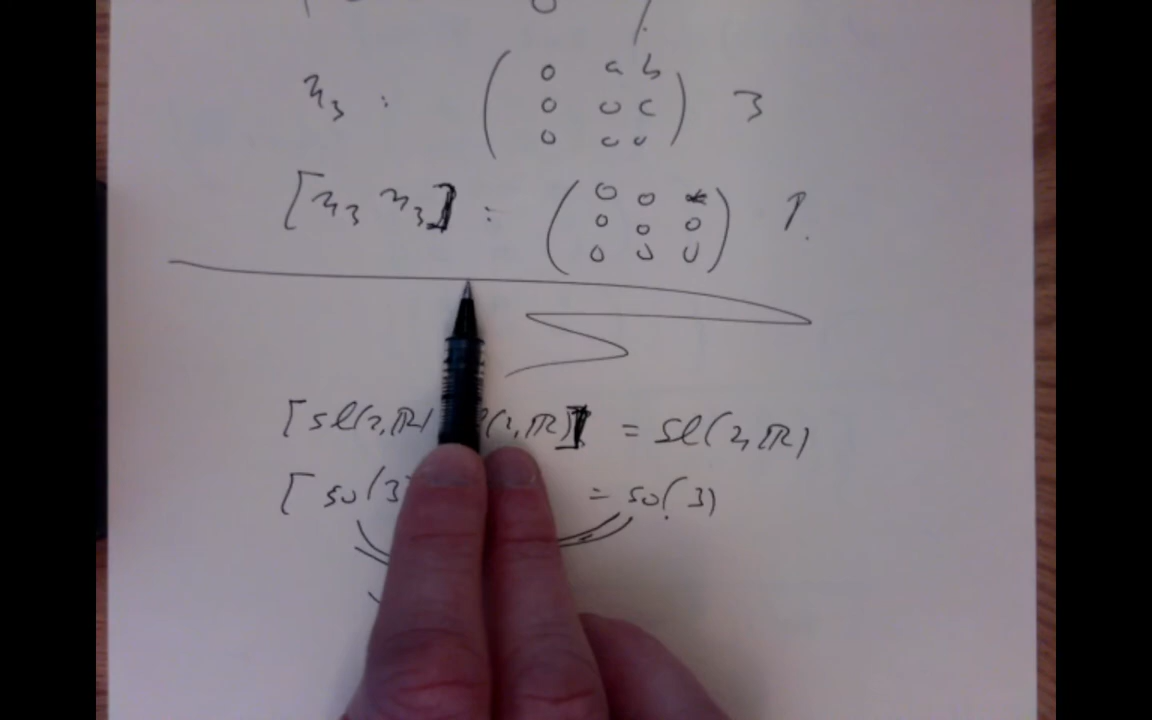 n₃ : ( 0 a b ) 3
( 0 0 c )
( 0 0 0 )
[n₃ n₃] : ( 0 0 * ) 1.
( 0 0 0 )
( 0 0 0 )
[sl(2,ℝ) (2,ℝ)] = sl(2,ℝ)
[so(3) = so(3)